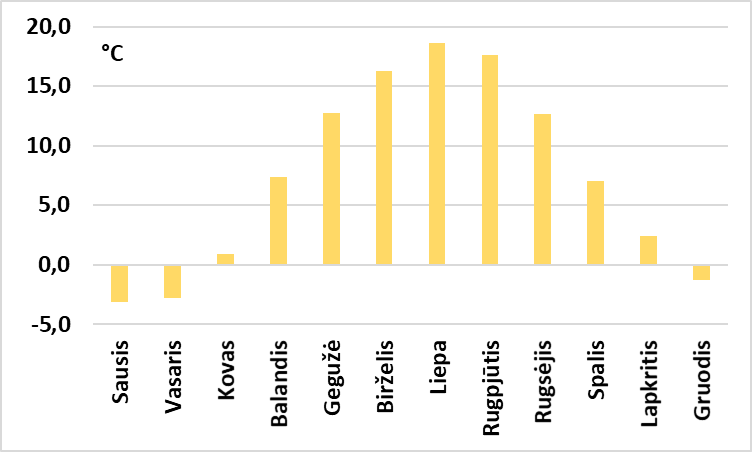 20,0
°C
15,0
10,0
5,0
0,0
-5,0
Sausis
Vasaris
Kovas
Balandis
Gegužė
Birželis
Liepa
Rugpjūtis
Rugsėjis
Spalis
Lapkritis
Gruodis